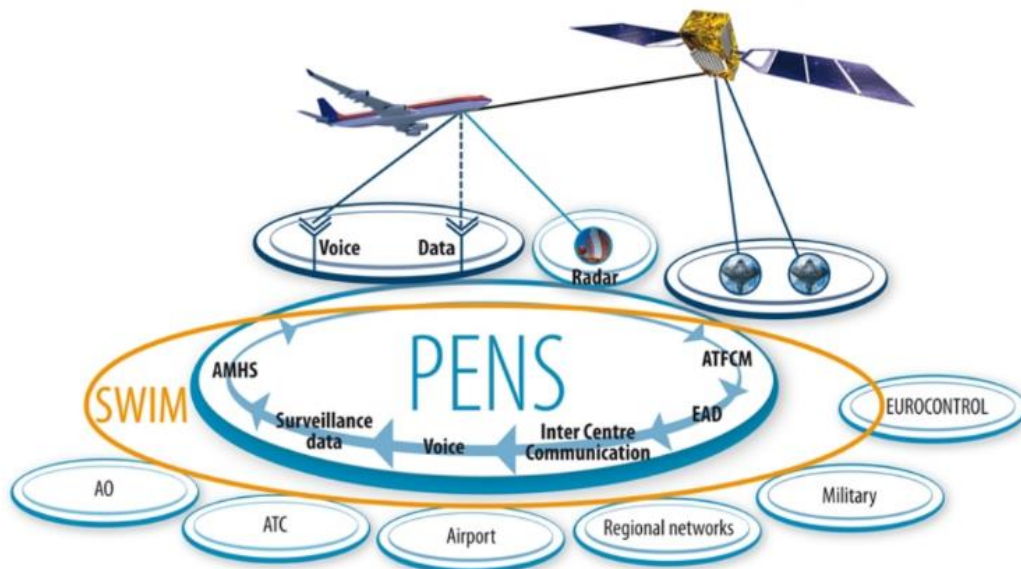 Voice
Data
Radar
PENS
AMHS
ATFCM
SWIM
Surveillance
data
Voice
Inter Centre
Communication
EAD
EUROCONTROL
AO
ATC
Airport
Regional networks
Military